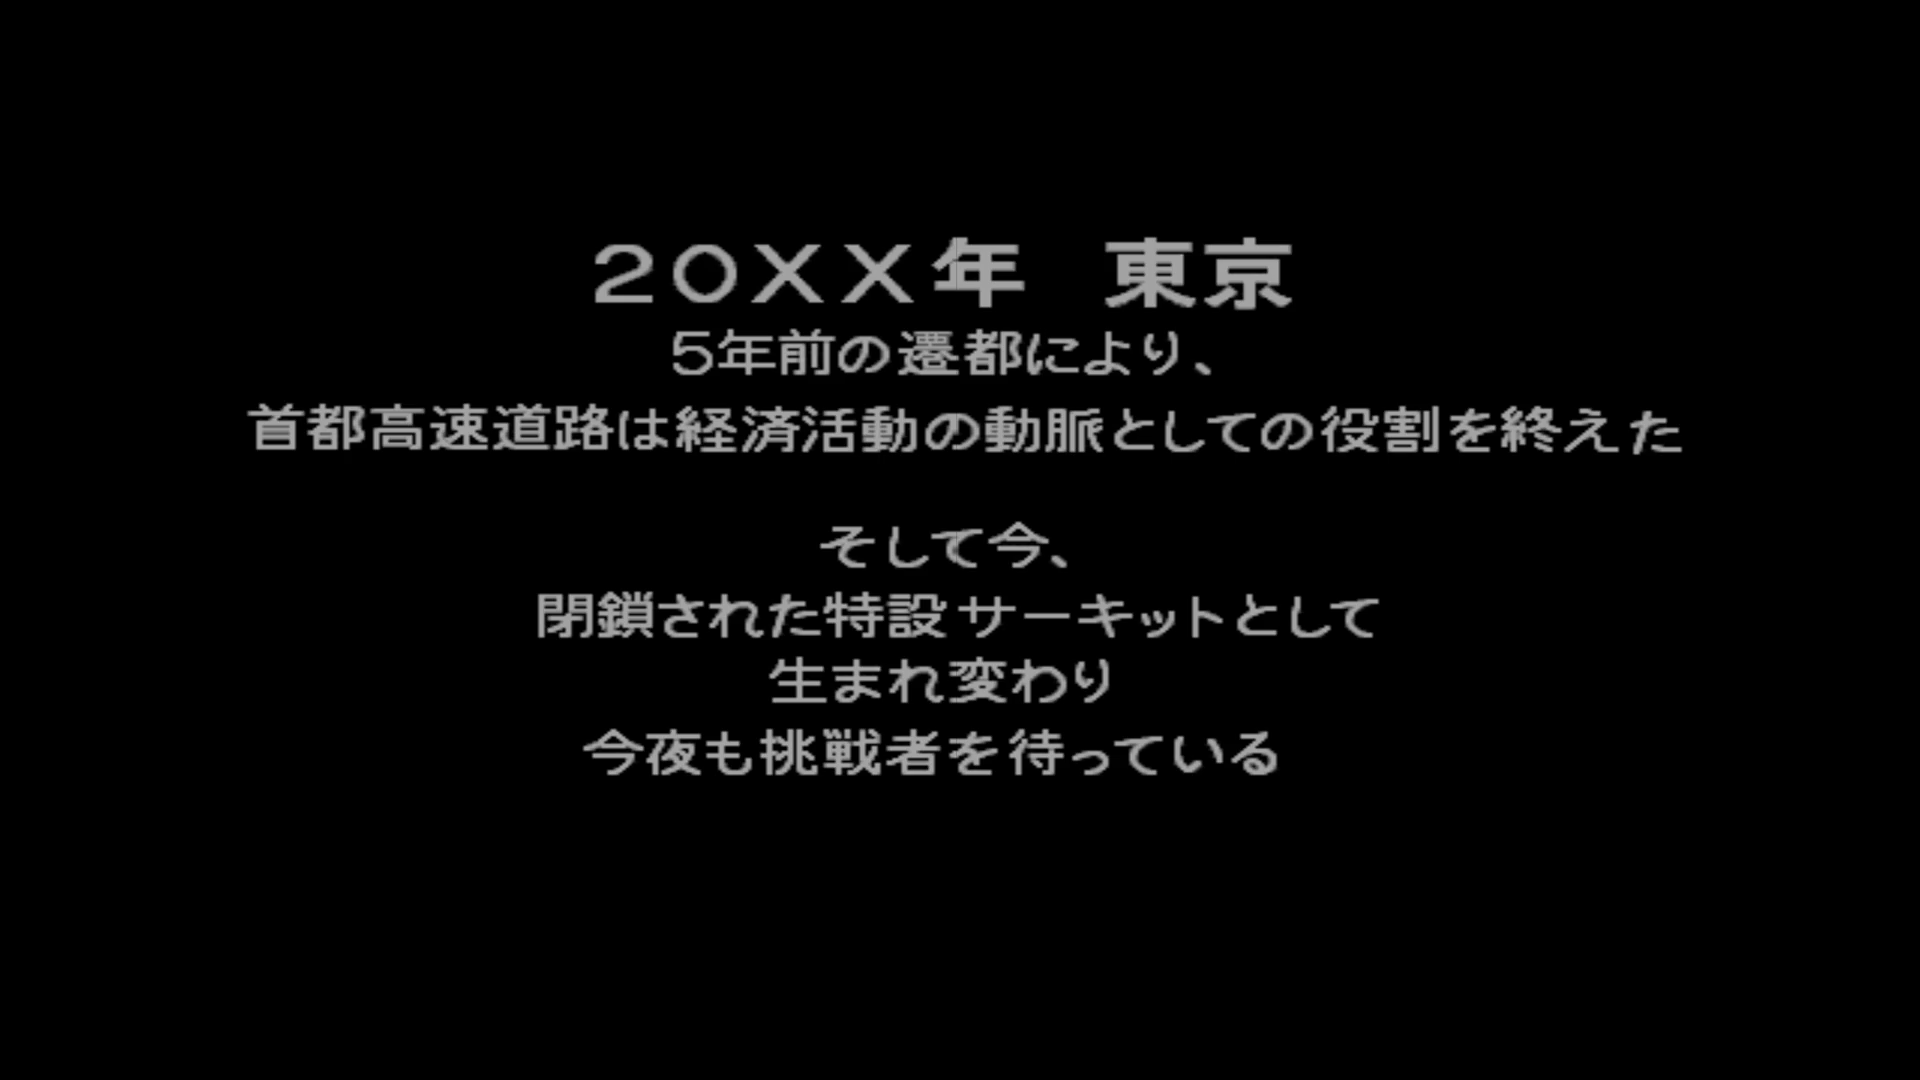 20XX年　東京
5年前の遷都により、
首都高速道路は経済活動の動脈としての役割を終えた
そして今、
閉鎖された特設サーキットとして
生まれ変わり
今夜も挑戦者を待っている